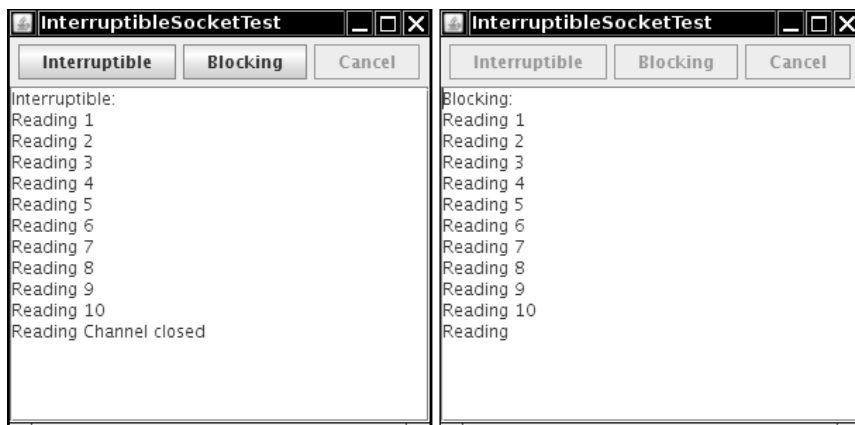 InterruptibleSocketTest
Interruptible Blocking Cancel
Interruptible:
Reading 1
Reading 2
Reading 3
Reading 4
Reading 5
Reading 6
Reading 7
Reading 8
Reading 9
Reading 10
Reading Channel closed
InterruptibleSocketTest
Interruptible Blocking Cancel
Blocking:
Reading 1
Reading 2
Reading 3
Reading 4
Reading 5
Reading 6
Reading 7
Reading 8
Reading 9
Reading 10
Reading